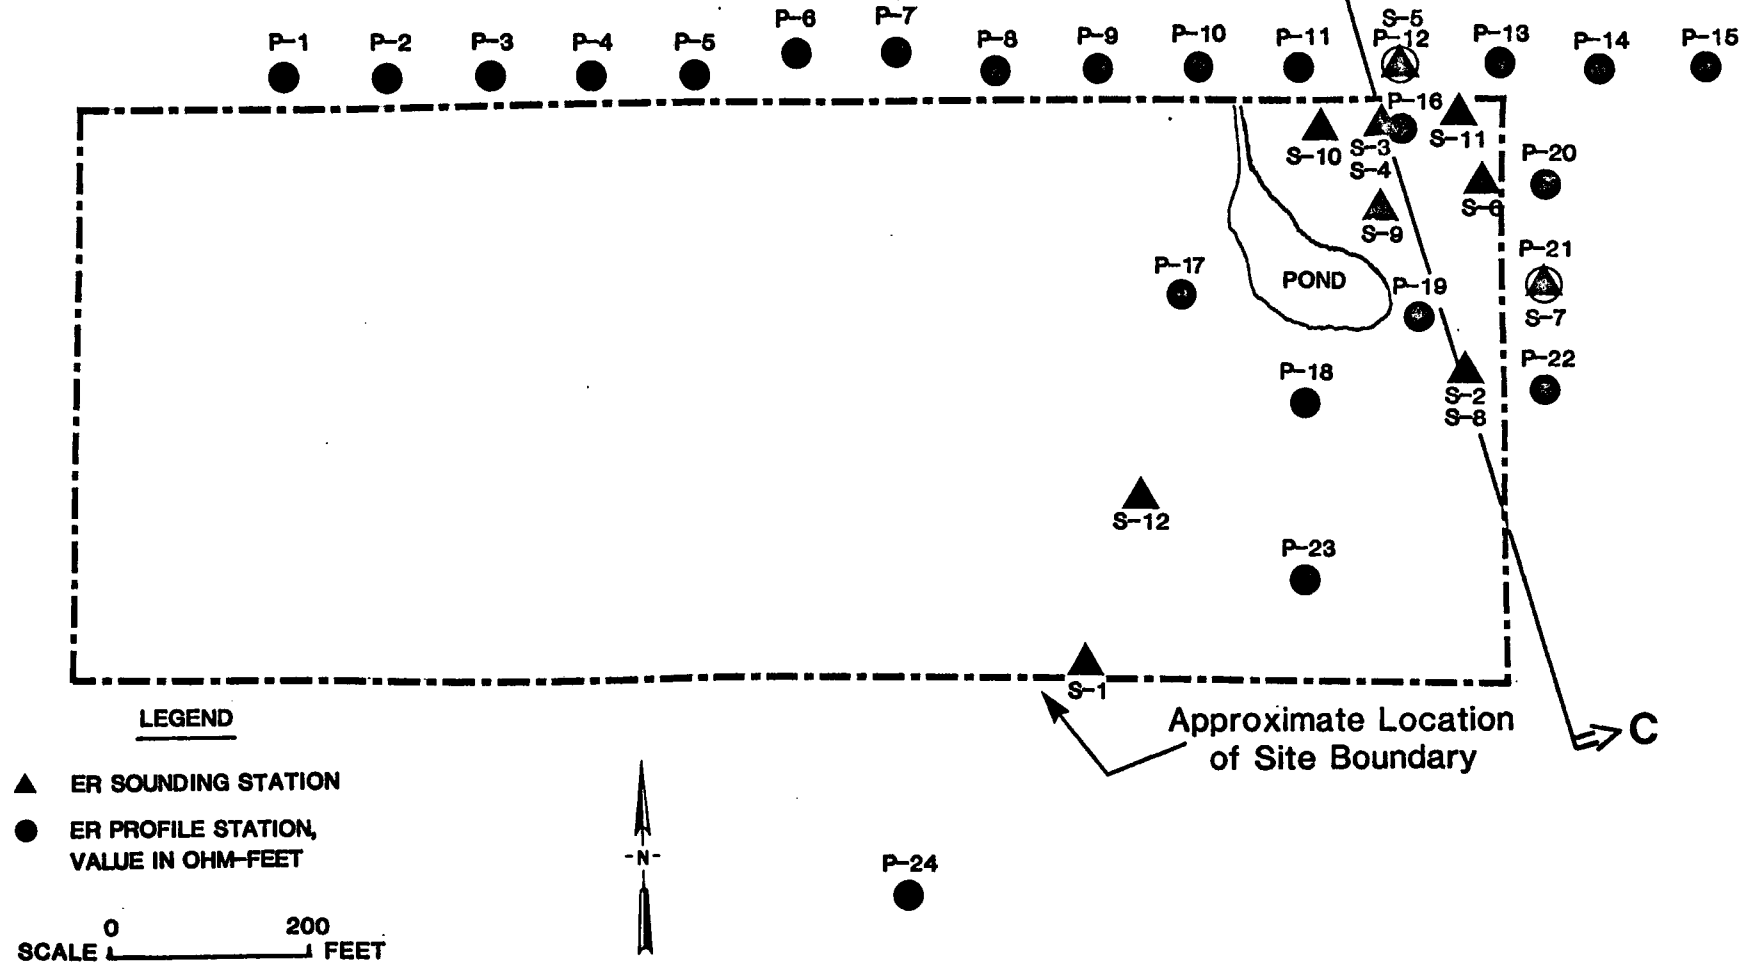 S-5
P-6
P-7
P-1
P-2
P-3
P-4
P-5
P-8
P-9
P-10
P-11
P-12
P-13
P-14
P-15
P-16
S-10
S-3
S-4
S-11
P-20
S-6
S-9
P-21
P-17
POND
P-19
S-7
P-18
P-22
S-2
S-8
S-12
P-23
S-1
LEGEND
Approximate Location
of Site Boundary
C
ER SOUNDING STATION
ER PROFILE STATION,
VALUE IN OHM-FEET
-N-
P-24
0 200
SCALE FEET